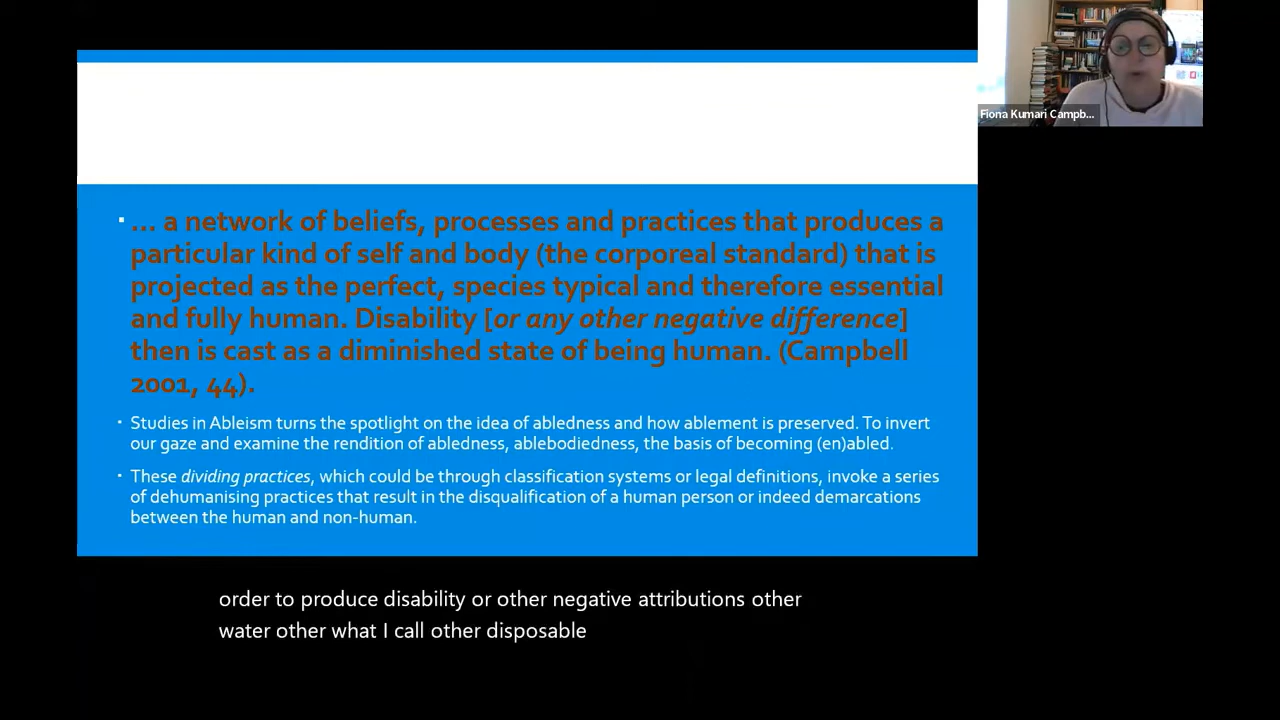 Fiona Kumari Campb...
... a network of beliefs, processes and practices that produces a
particular kind of self and body (the corporeal standard) that is
projected as the perfect, species typical and therefore essential
and fully human. Disability [or any other negative difference]
then is cast as a diminished state of being human. (Campbell
2001, 44).
Studies in Ableism turns the spotlight on the idea of abledness and how ablement is preserved. To invert
our gaze and examine the rendition of abledness, ablebodiedness, the basis of becoming (en)abled.
These dividing practices, which could be through classification systems or legal definitions, invoke a series
of dehumanising practices that result in the disqualification of a human person or indeed demarcations
between the human and non-human.
order to produce disability or other negative attributions other
water other what I call other disposable